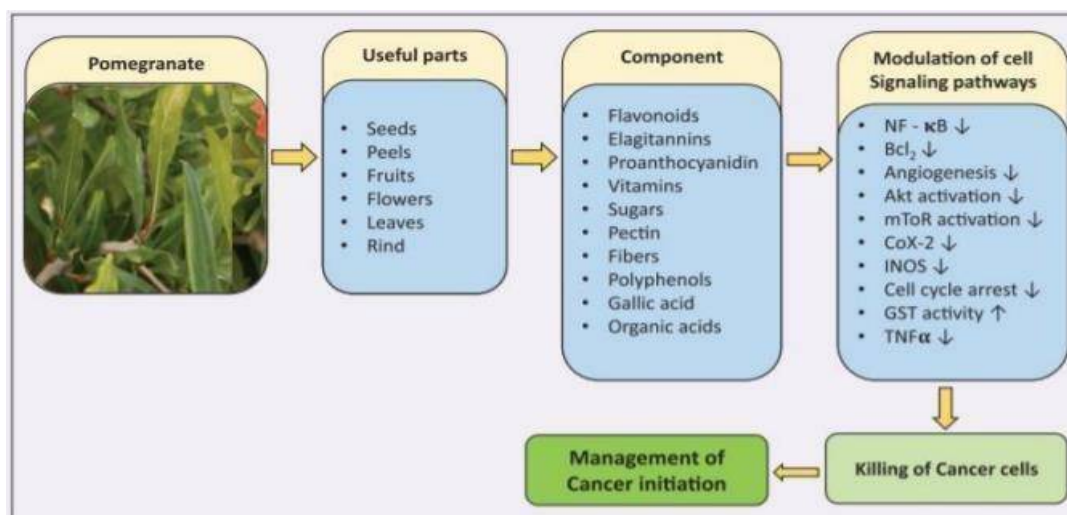 Pomegranate
Useful parts
• Seeds
• Peels
• Fruits
• Flowers
• Leaves
• Rind
Component
• Flavonoids
• Elagitannins
• Proanthocyanidin
• Vitamins
• Sugars
• Pectin
• Fibers
• Polyphenols
• Gallic acid
• Organic acids
Modulation of cell
Signaling pathways
• NF - κB ↓
• Bcl₂ ↓
• Angiogenesis ↓
• Akt activation ↓
• mToR activation ↓
• CoX-2 ↓
• INOS ↓
• Cell cycle arrest ↓
• GST activity ↑
• TNFα ↓
Killing of Cancer cells
Management of
Cancer initiation